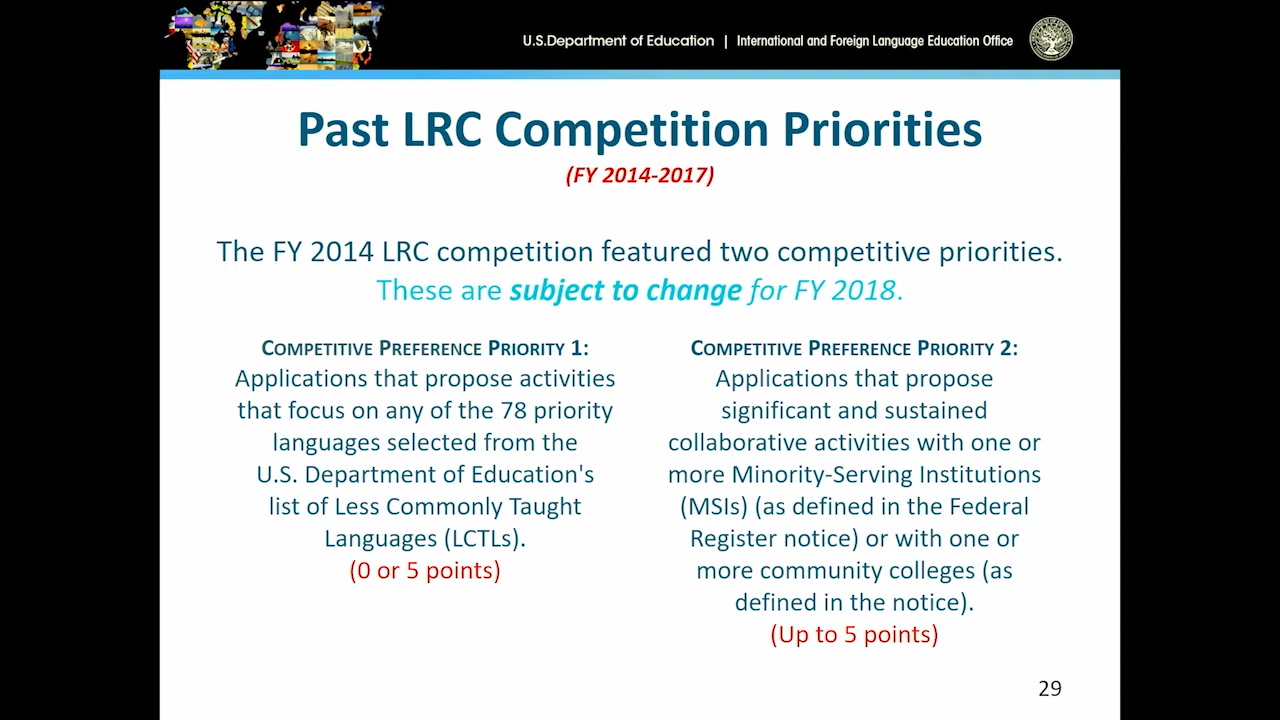 U.S.Department of Education | International and Foreign Language Education Office
Past LRC Competition Priorities
(FY 2014-2017)
The FY 2014 LRC competition featured two competitive priorities.
These are subject to change for FY 2018.
COMPETITIVE PREFERENCE PRIORITY 1:
Applications that propose activities
that focus on any of the 78 priority
languages selected from the
U.S. Department of Education's
list of Less Commonly Taught
Languages (LCTLs).
(0 or 5 points)
COMPETITIVE PREFERENCE PRIORITY 2:
Applications that propose
significant and sustained
collaborative activities with one or
more Minority-Serving Institutions
(MSIs) (as defined in the Federal
Register notice) or with one or
more community colleges (as
defined in the notice).
(Up to 5 points)
29